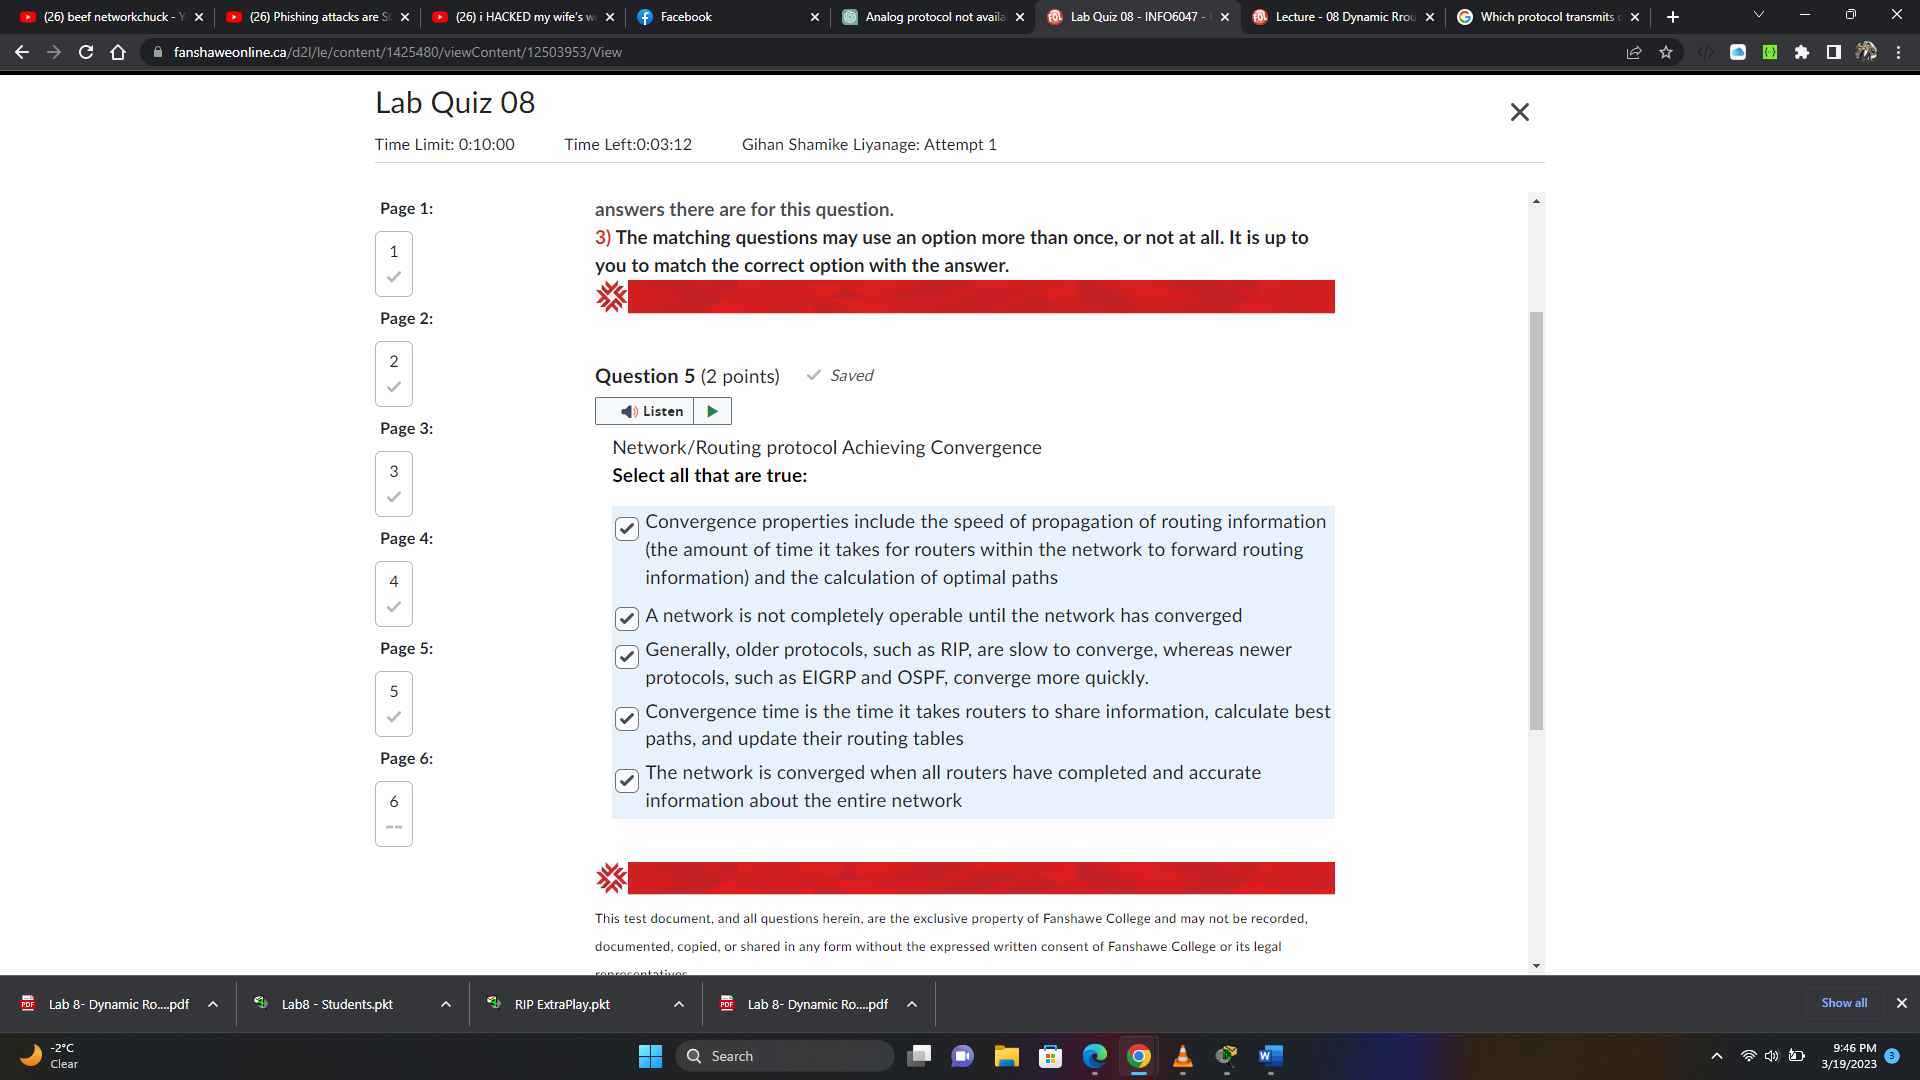 (26) beef networkchuck - Y
(26) Phishing attacks are SC
(26) i HACKED my wife's w
Facebook
Analog protocol not availa
Lab Quiz 08 - INFO6047 -
Lecture - 08 Dynamic Rrou
Which protocol transmits
fanshaweonline.ca/d2l/le/content/1425480/viewContent/12503953/View
Lab Quiz 08
Time Limit: 0:10:00
Time Left:0:03:12
Gihan Shamike Liyanage: Attempt 1
Page 1:
1
Page 2:
2
Page 3:
3
Page 4:
4
Page 5:
5
Page 6:
6
--
answers there are for this question.
3) The matching questions may use an option more than once, or not at all. It is up to
you to match the correct option with the answer.
Question 5 (2 points)
Saved
Listen
Network/Routing protocol Achieving Convergence
Select all that are true:
Convergence properties include the speed of propagation of routing information
(the amount of time it takes for routers within the network to forward routing
information) and the calculation of optimal paths
A network is not completely operable until the network has converged
Generally, older protocols, such as RIP, are slow to converge, whereas newer
protocols, such as EIGRP and OSPF, converge more quickly.
Convergence time is the time it takes routers to share information, calculate best
paths, and update their routing tables
The network is converged when all routers have completed and accurate
information about the entire network
This test document, and all questions herein, are the exclusive property of Fanshawe College and may not be recorded,
documented, copied, or shared in any form without the expressed written consent of Fanshawe College or its legal
representatives
Lab 8- Dynamic Ro....pdf
Lab8 - Students.pkt
RIP ExtraPlay.pkt
Lab 8- Dynamic Ro....pdf
Show all
-2°C
Clear
Search
9:46 PM
3/19/2023
3